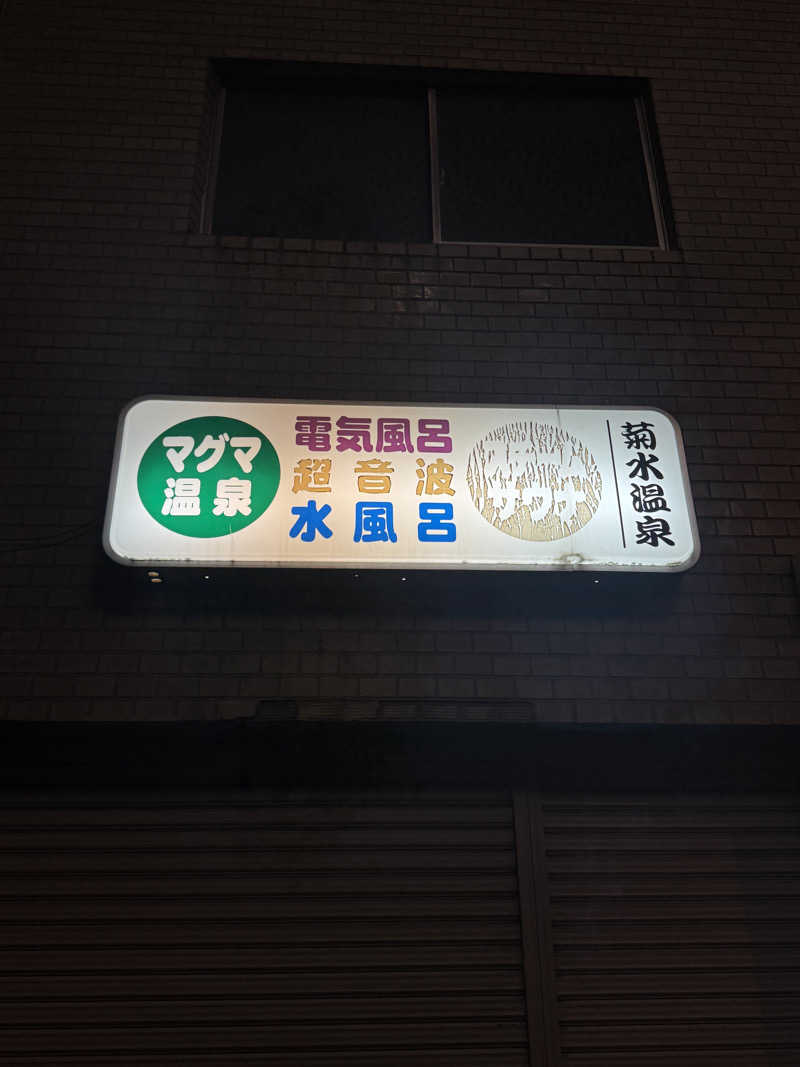 マグマ
温泉
電気風呂
超音波
水風呂
サウナ
菊水温泉